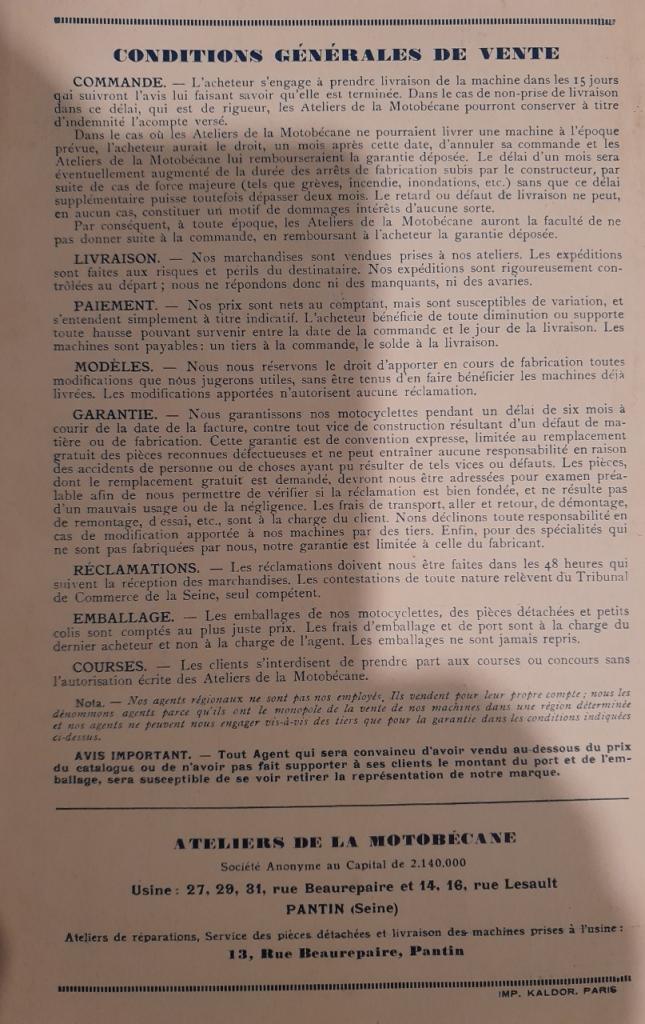 CONDITIONS GÉNÉRALES DE VENTE
COMMANDE. — L'acheteur s'engage à prendre livraison de la machine dans les 15 jours
qui suivront l'avis lui faisant savoir qu'elle est terminée. Dans le cas de non-prise de livraison
dans ce délai, qui est de rigueur, les Ateliers de la Motobécane pourront conserver à titre
d'indemnité l'acompte versé.
Dans le cas où les Ateliers de la Motobécane ne pourraient livrer une machine à l'époque
prévue, l'acheteur aurait le droit, un mois après cette date, d'annuler sa commande et les
Ateliers de la Motobécane lui rembourseraient la garantie déposée. Le délai d'un mois sera
éventuellement augmenté de la durée des arrêts de fabrication subis par le constructeur, par
suite de cas de force majeure (tels que grèves, incendie, inondations, etc.) sans que ce délai
supplémentaire puisse toutefois dépasser deux mois. Le retard ou défaut de livraison ne peut,
en aucun cas, constituer un motif de dommages intérêts d'aucune sorte.
Par conséquent, à toute époque, les Ateliers de la Motobécane auront la faculté de ne
pas donner suite à la commande, en remboursant à l'acheteur la garantie déposée.
LIVRAISON. — Nos marchandises sont vendues prises à nos ateliers. Les expéditions
sont faites aux risques et périls du destinataire. Nos expéditions sont rigoureusement con-
trôlées au départ ; nous ne répondons donc ni des manquants, ni des avaries.
PAIEMENT. — Nos prix sont nets au comptant, mais sont susceptibles de variation, et
s'entendent simplement à titre indicatif. L'acheteur bénéficie de toute diminution ou supporte
toute hausse pouvant survenir entre la date de la commande et le jour de la livraison. Les
machines sont payables : un tiers à la commande, le solde à la livraison.
MODÈLES. — Nous nous réservons le droit d'apporter en cours de fabrication toutes
modifications que nous jugerons utiles, sans être tenus d'en faire bénéficier les machines déjà
livrées. Les modifications apportées n'autorisent aucune réclamation.
GARANTIE. — Nous garantissons nos motocyclettes pendant un délai de six mois à
courir de la date de la facture, contre tout vice de construction résultant d'un défaut de ma-
tière ou de fabrication. Cette garantie est de convention expresse, limitée au remplacement
gratuit des pièces reconnues défectueuses et ne peut entraîner aucune responsabilité en raison
des accidents de personne ou de choses ayant pu résulter de tels vices ou défauts. Les pièces,
dont le remplacement gratuit est demandé, devront nous être adressées pour examen préa-
lable afin de nous permettre de vérifier si la réclamation est bien fondée, et ne résulte pas
d'un mauvais usage ou de la négligence. Les frais de transport, aller et retour, de démontage,
de remontage, d'essai, etc., sont à la charge du client. Nons déclinons toute responsabilité en
cas de modification apportée à nos machines par des tiers. Enfin, pour des spécialités qui
ne sont pas fabriquées par nous, notre garantie est limitée à celle du fabricant.
RÉCLAMATIONS. — Les réclamations doivent nous être faites dans les 48 heures qui
suivent la réception des marchandises. Les contestations de toute nature relèvent du Tribunal
de Commerce de la Seine, seul compétent.
EMBALLAGE. — Les emballages de nos motocyclettes, des pièces détachées et petits
colis sont comptés au plus juste prix. Les frais d'emballage et de port sont à la charge du
dernier acheteur et non à la charge de l'agent. Les emballages ne sont jamais repris.
COURSES. — Les clients s'interdisent de prendre part aux courses ou concours sans
l'autorisation écrite des Ateliers de la Motobécane.
Nota. — Nos agents régionaux ne sont pas nos employés. Ils vendent pour leur propre compte ; nous les
dénommons agents parce qu'ils ont le monopole de la vente de nos machines dans une région déterminée
et nos agents ne peuvent nous engager vis-à-vis des tiers que pour la garantie dans les conditions indiquées
ci-dessus.
AVIS IMPORTANT. — Tout Agent qui sera convaincu d'avoir vendu au-dessous du prix
du catalogue ou de n'avoir pas fait supporter à ses clients le montant du port et de l'em-
ballage, sera susceptible de se voir retirer la représentation de notre marque.
ATELIERS DE LA MOTOBÉCANE
Société Anonyme au Capital de 2.140.000
Usine : 27, 29, 31, rue Beaurepaire et 14, 16, rue Lesault
PANTIN (Seine)
Ateliers de réparations, Service des pièces détachées et livraison des machines prises à l'usine :
13, Rue Beaurepaire, Pantin
IMP. KALDOR. PARIS